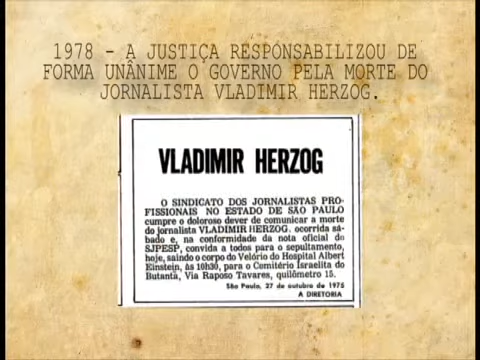 1978 - A JUSTIÇA RESPONSABILIZOU DE
FORMA UNÂNIME O GOVERNO PELA MORTE DO
JORNALISTA VLADIMIR HERZOG.
VLADIMIR HERZOG
O SINDICATO DOS JORNALISTAS PRO-
FISSIONAIS NO ESTADO DE SÃO PAULO
cumpre o doloroso dever de comunicar a morte
do jornalista VLADIMIR HERZOG, ocorrida sá-
bado e, na conformidade da nota oficial do
SJPESP, convida a todos para o sepultamento,
hoje, saindo o corpo do Velório do Hospital Albert
Einstein, às 10h30, para o Cemitério Israelita do
Butantã, Via Raposo Tavares, quilômetro 15.
São Paulo, 27 de outubro de 1975
A DIRETORIA